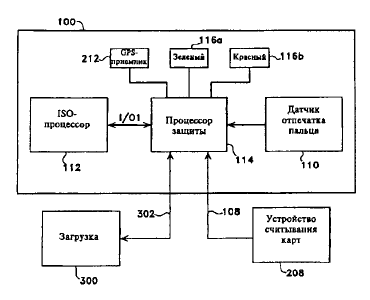 100
116a
116b
212
GPS-
приемник
Зеленый
Красный
ISO-
процессор
I/O1
Процессор
защиты
Датчик
отпечатка
пальца
112
114
110
302
108
Загрузка
Устройство
считывания
карт
300
208